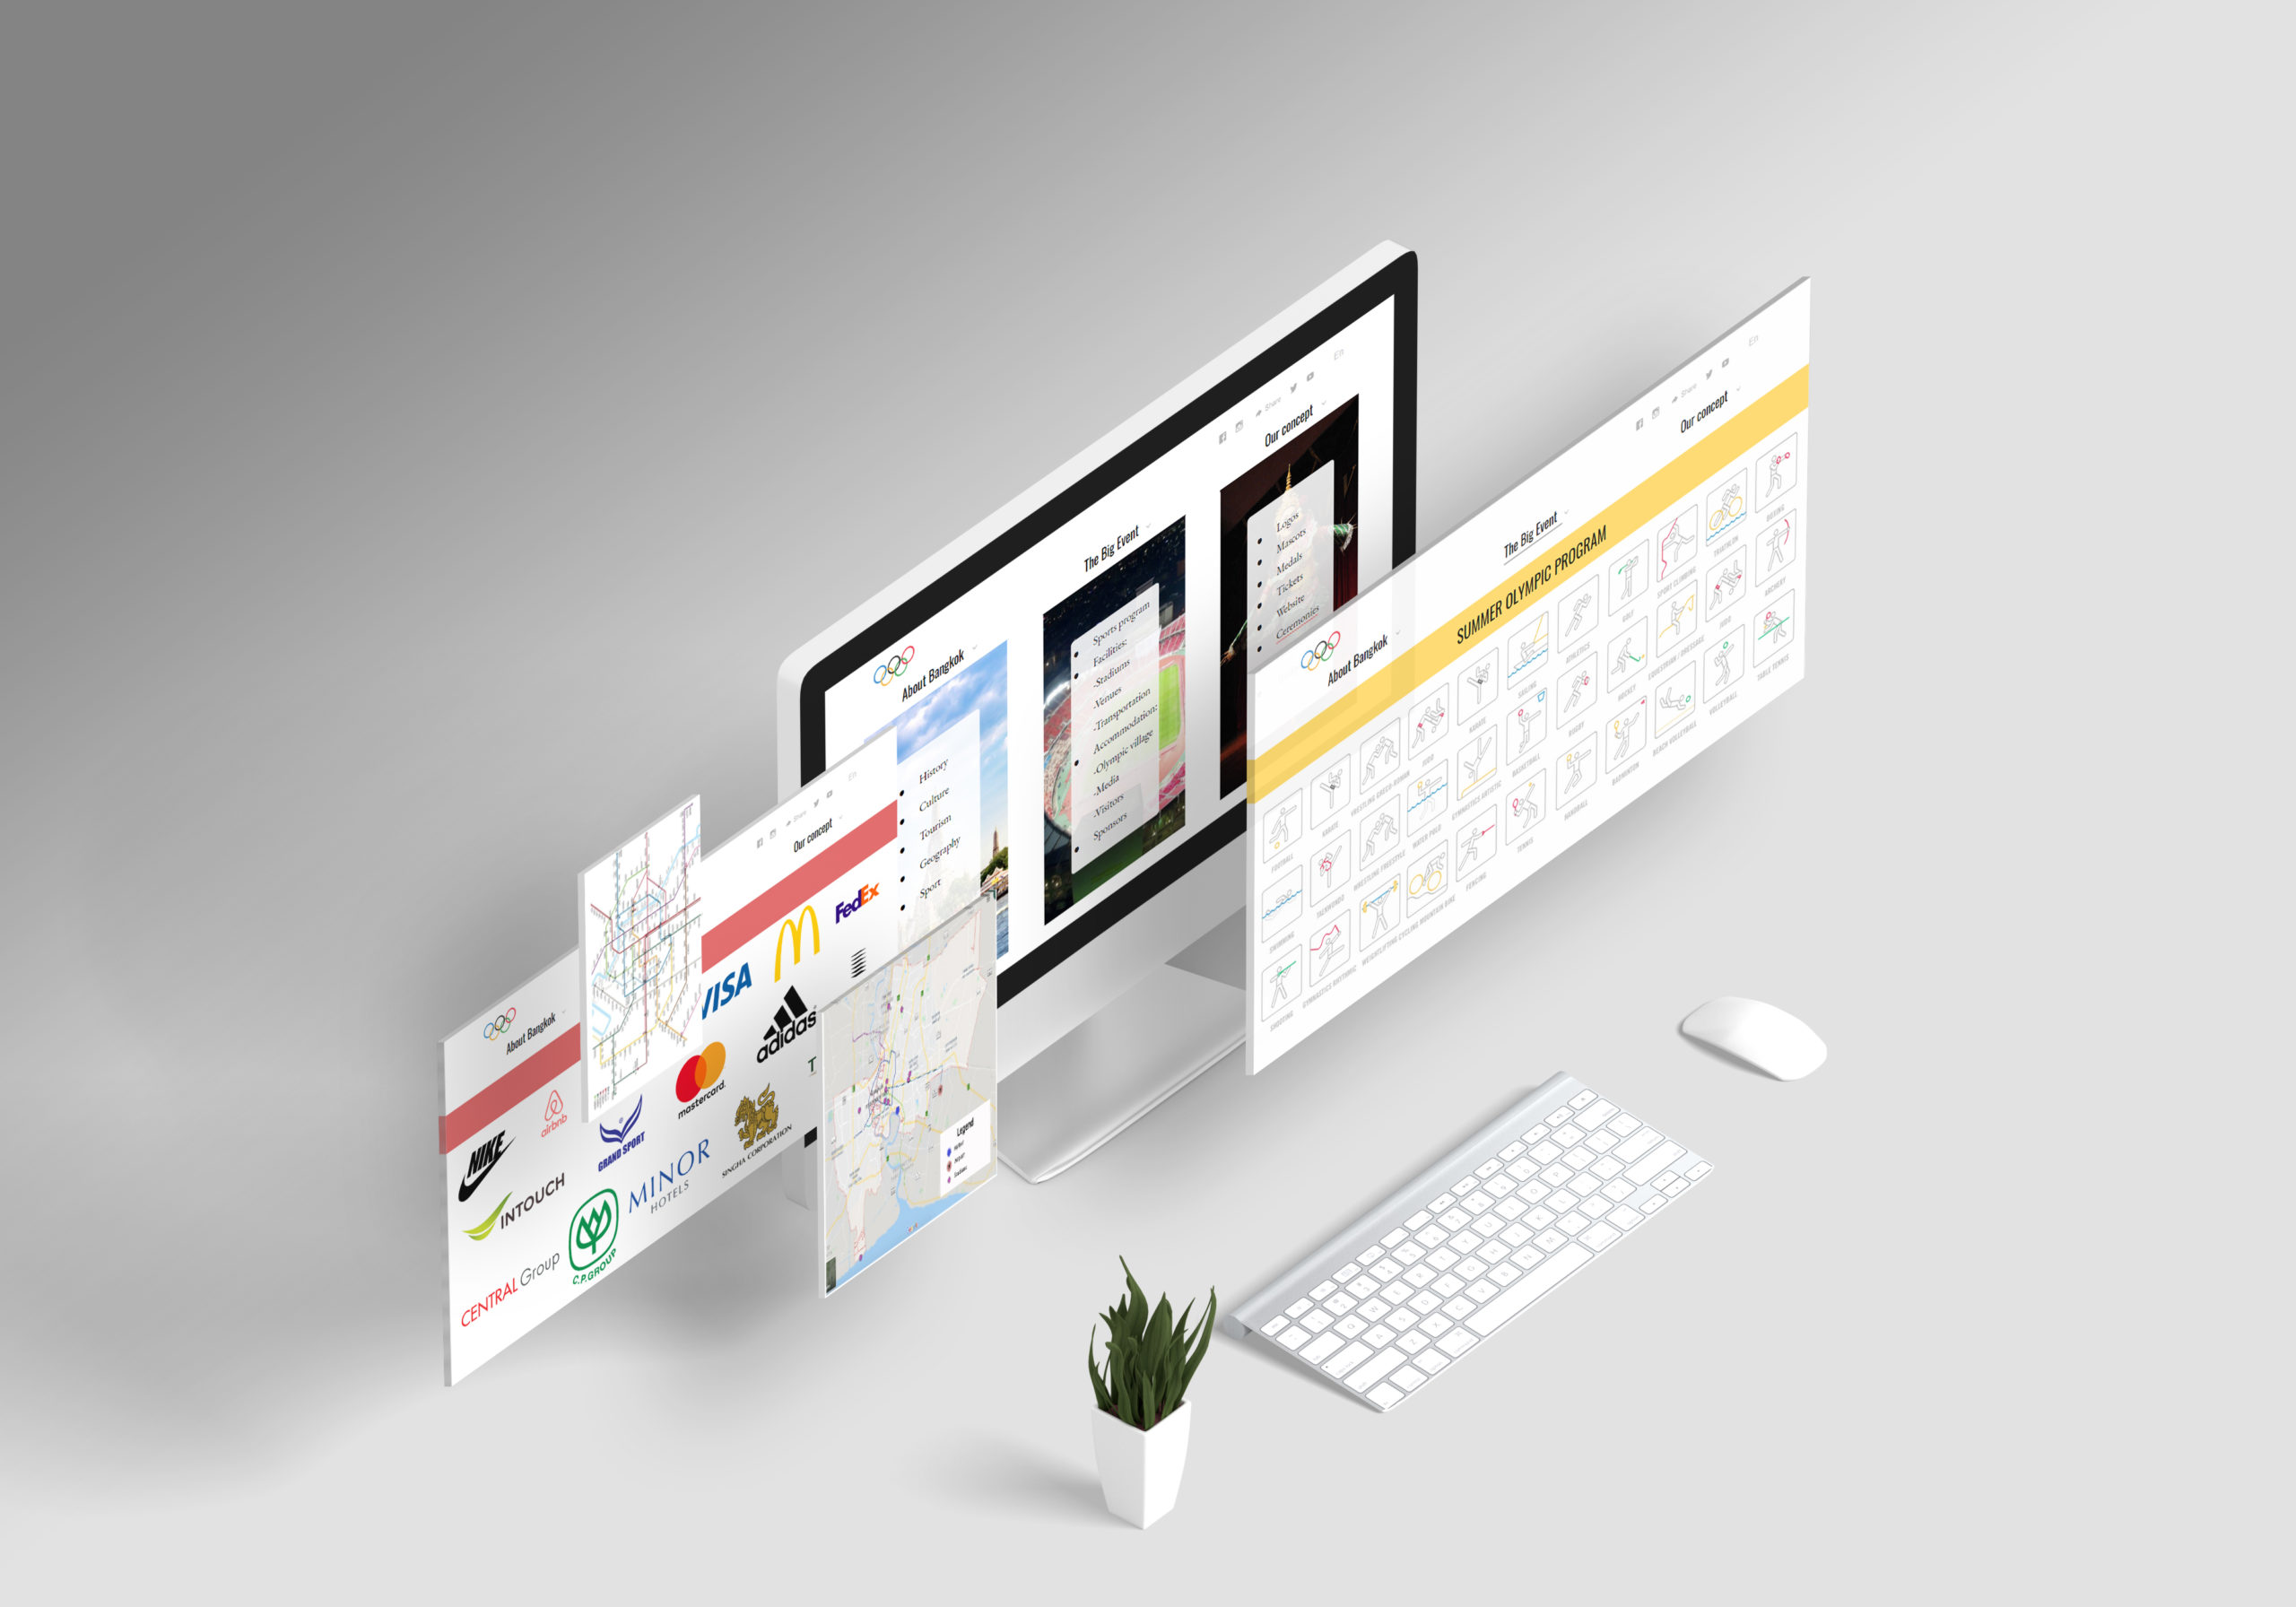 En
Share
About Bangkok
The Big Event
Our concept
History
Culture
Tourism
Geography
Sport
Sports program
Facilities:
-Stadiums
-Venues
-Transportation
Accommodation:
-Olympic village
-Media
-Visitors
Sponsors
Logos
Mascots
Medals
Tickets
Website
Ceremonies
En
Share
About Bangkok
The Big Event
Our concept
SUMMER OLYMPIC PROGRAM
FOOTBALL
KARATE
WRESTLING GRECO-ROMAN
JUDO
KARATE
SAILING
ATHLETICS
GOLF
SPORT CLIMBING
TRIATHLON
BOXING
SWIMMING
TAEKWONDO
WRESTLING FREESTYLE
WATER POLO
GYMNASTICS ARTISTIC
BASKETBALL
RUGBY
HOCKEY
EQUESTRIAN - DRESSAGE
JUDO
ARCHERY
SHOOTING
GYMNASTICS RHYTHMIC
WEIGHTLIFTING
CYCLING MOUNTAIN BIKE
FENCING
TENNIS
HANDBALL
BADMINTON
BEACH VOLLEYBALL
VOLLEYBALL
TABLE TENNIS
En
Share
About Bangkok
Our concept
NIKE
airbnb
VISA
FedEx
INTOUCH
GRAND SPORT
mastercard.
adidas
CENTRAL Group
C.P. GROUP
MINOR
HOTELS
SINGHA CORPORATION
T
Legend